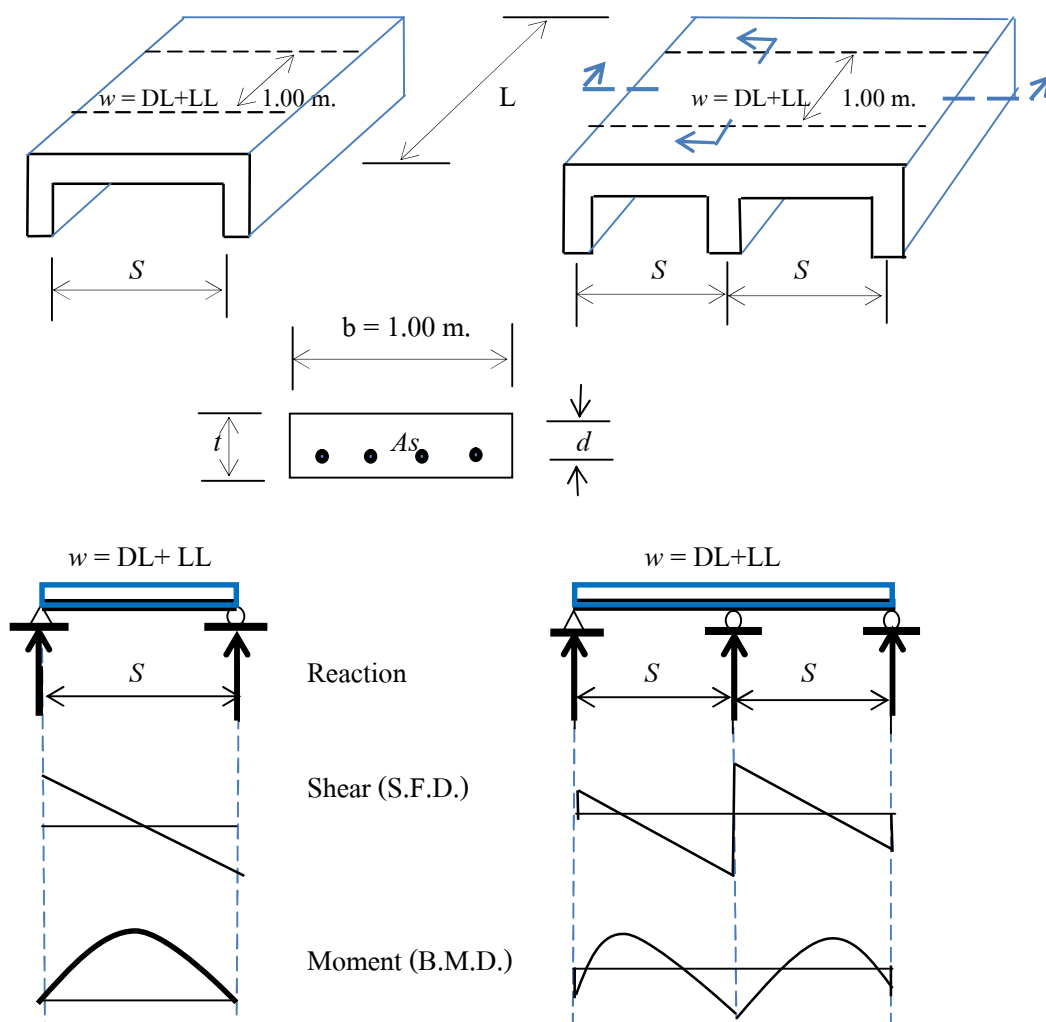 w = DL+LL 1.00 m.
L
w = DL+LL 1.00 m.
S
S
S
b = 1.00 m.
t
As
d
w = DL+ LL
w = DL+LL
S
Reaction
S
S
Shear (S.F.D.)
Moment (B.M.D.)